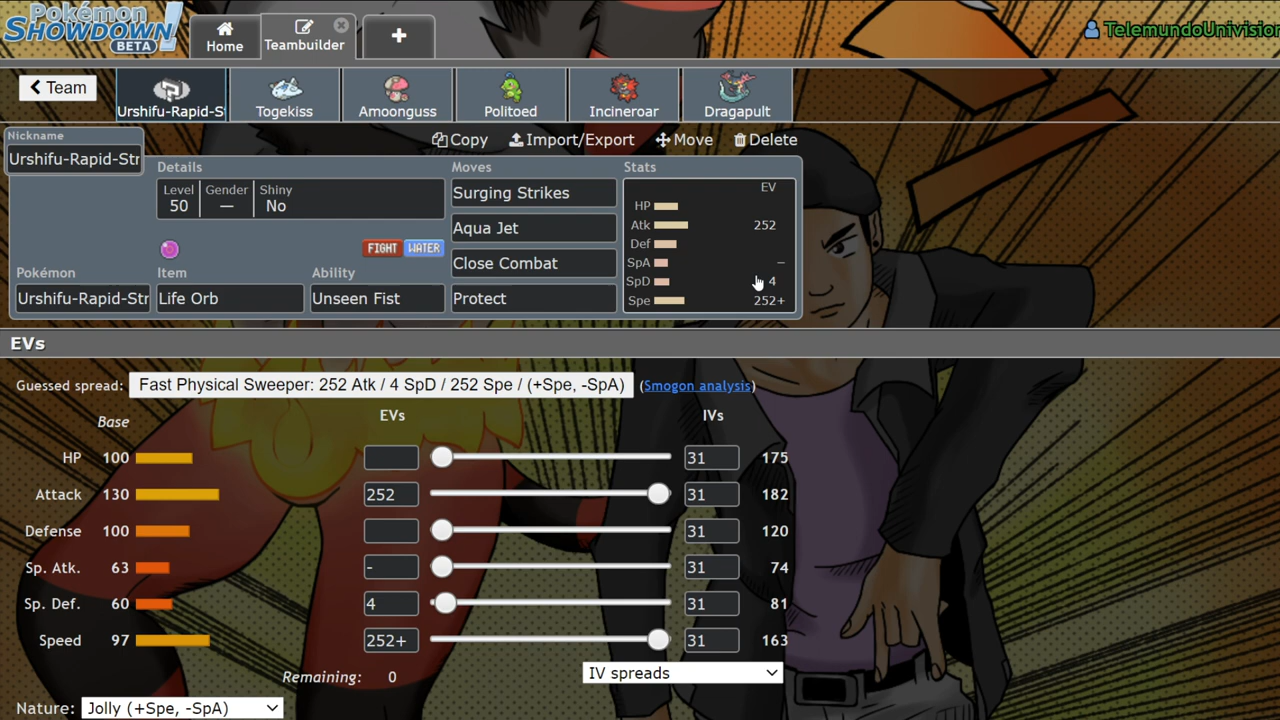 Pokémon
SHOWDOWN!
BETA
Home
Teambuilder
+
TelemundoUnivision
Team
Urshifu-Rapid-S
Togekiss
Amoonguss
Politoed
Incineroar
Dragapult
Copy
Import/Export
Move
Delete
Nickname
Urshifu-Rapid-Str
Details
Level
50
Gender
—
Shiny
No
Moves
Surging Strikes
Aqua Jet
Close Combat
Protect
Stats
EV
HP
Atk 252
Def
SpA –
SpD 4
Spe 252+
FIGHT WATER
Pokémon
Urshifu-Rapid-Str
Item
Life Orb
Ability
Unseen Fist
EVs
Guessed spread: Fast Physical Sweeper: 252 Atk / 4 SpD / 252 Spe / (+Spe, -SpA) (Smogon analysis)
Base EVs IVs
HP 100 31 175
Attack 130 252 31 182
Defense 100 31 120
Sp. Atk. 63 - 31 74
Sp. Def. 60 4 31 81
Speed 97 252+ 31 163
Remaining: 0
IV spreads
Nature: Jolly (+Spe, -SpA)